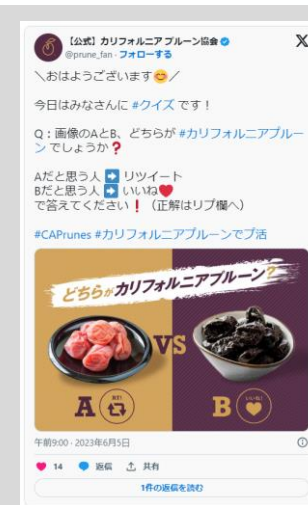 【公式】カリフォルニア プルーン協会
@prune_fan · フォローする
X
＼おはようございます😊／
今日はみなさんに #クイズ です！
Q：画像のAとB、どちらが #カリフォルニアプルー
ン でしょうか❓
Aだと思う人➡️リツイート
Bだと思う人➡️いいね❤️
で答えてください❗（正解はリプ欄へ）
#CAPrunes #カリフォルニアプルーンでプ活
どちらがカリフォルニアプルーン?
VS
A
B
いいね!
午前9:00 · 2023年6月5日
14 返信 共有
1件の返信を読む